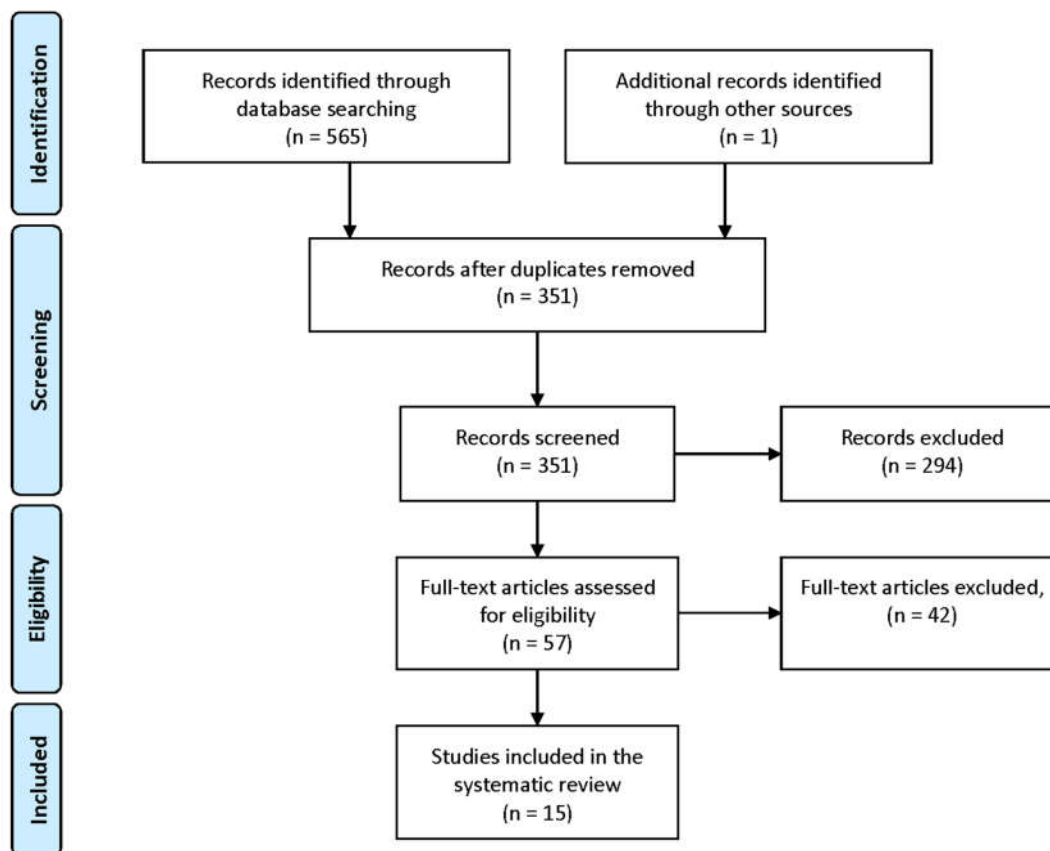 Identification
Records identified through
database searching
(n = 565)
Additional records identified
through other sources
(n = 1)
Screening
Records after duplicates removed
(n = 351)
Records screened
(n = 351)
Records excluded
(n = 294)
Eligibility
Full-text articles assessed
for eligibility
(n = 57)
Full-text articles excluded,
(n = 42)
Included
Studies included in the
systematic review
(n = 15)